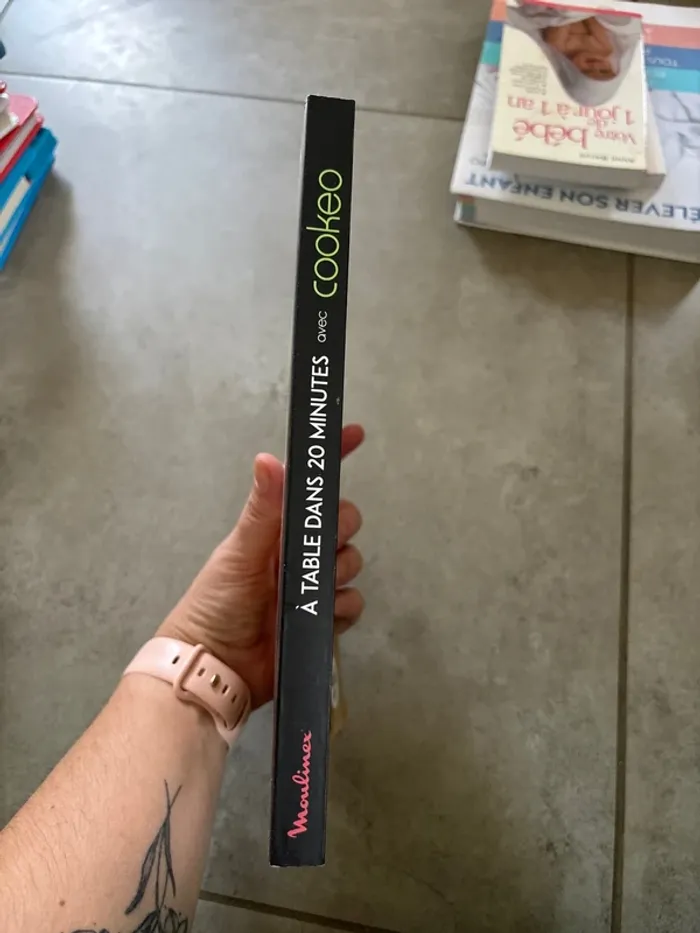 À TABLE DANS 20 MINUTES avec cookeo
Moulinex
Votre bébé
de
1 jour à 1 an
ÉLEVER SON ENFANT